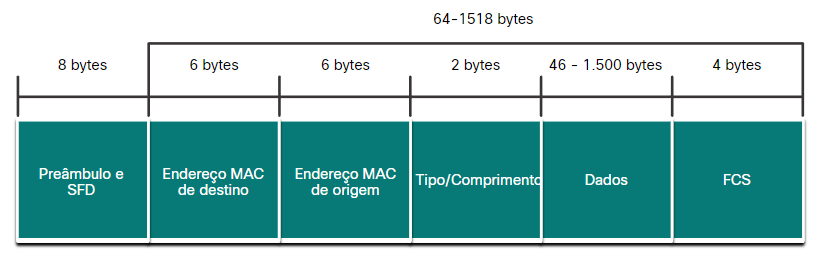 64-1518 bytes
8 bytes
6 bytes
6 bytes
2 bytes
46 - 1.500 bytes
4 bytes
Preâmbulo e
SFD
Endereço MAC
de destino
Endereço MAC
de origem
Tipo/Comprimento
Dados
FCS